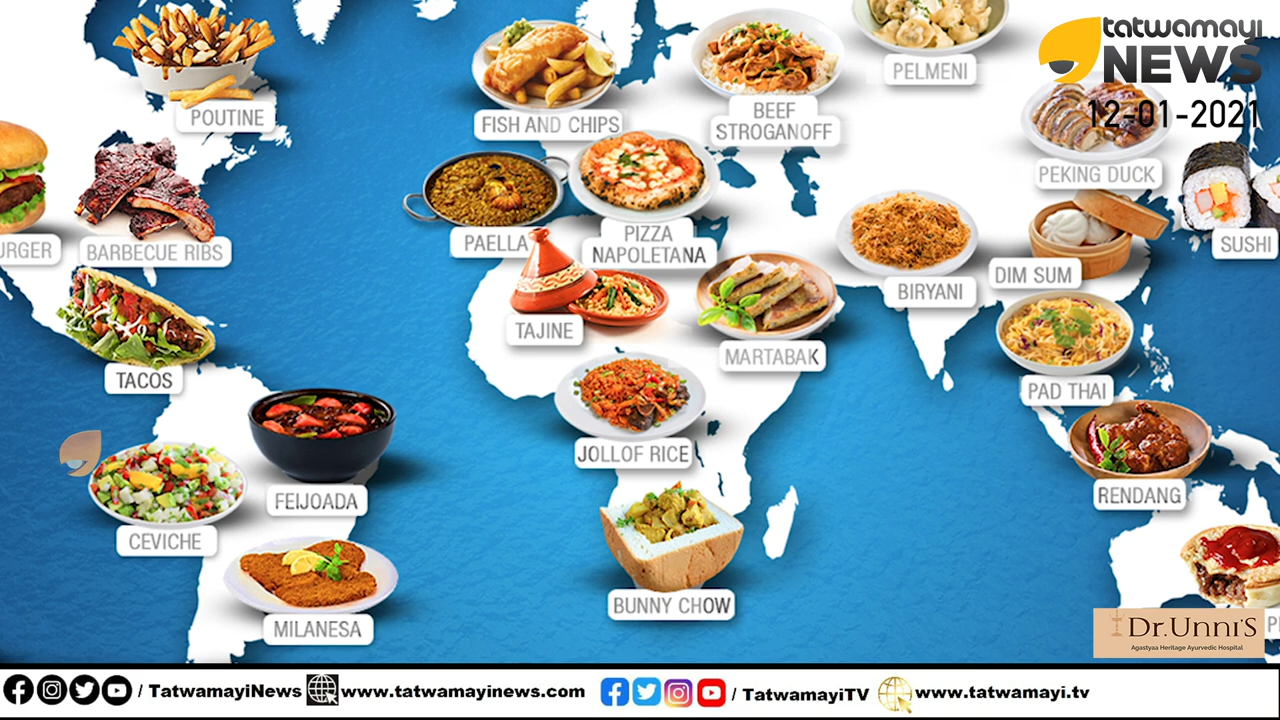 tatwamayi
NEWS
12-01-2021
POUTINE
FISH AND CHIPS
BEEF
STROGANOFF
PELMENI
PEKING DUCK
URGER
BARBECUE RIBS
PAELLA
PIZZA
NAPOLETANA
SUSHI
DIM SUM
BIRYANI
TAJINE
MARTABAK
TACOS
PAD THAI
JOLLOF RICE
FEIJOADA
RENDANG
CEVICHE
BUNNY CHOW
MILANESA
Dr.Unni's
Agastyaa Heritage Ayurvedic Hospital
/ TatwamayiNews www.tatwamayinews.com / TatwamayiTV www.tatwamayi.tv